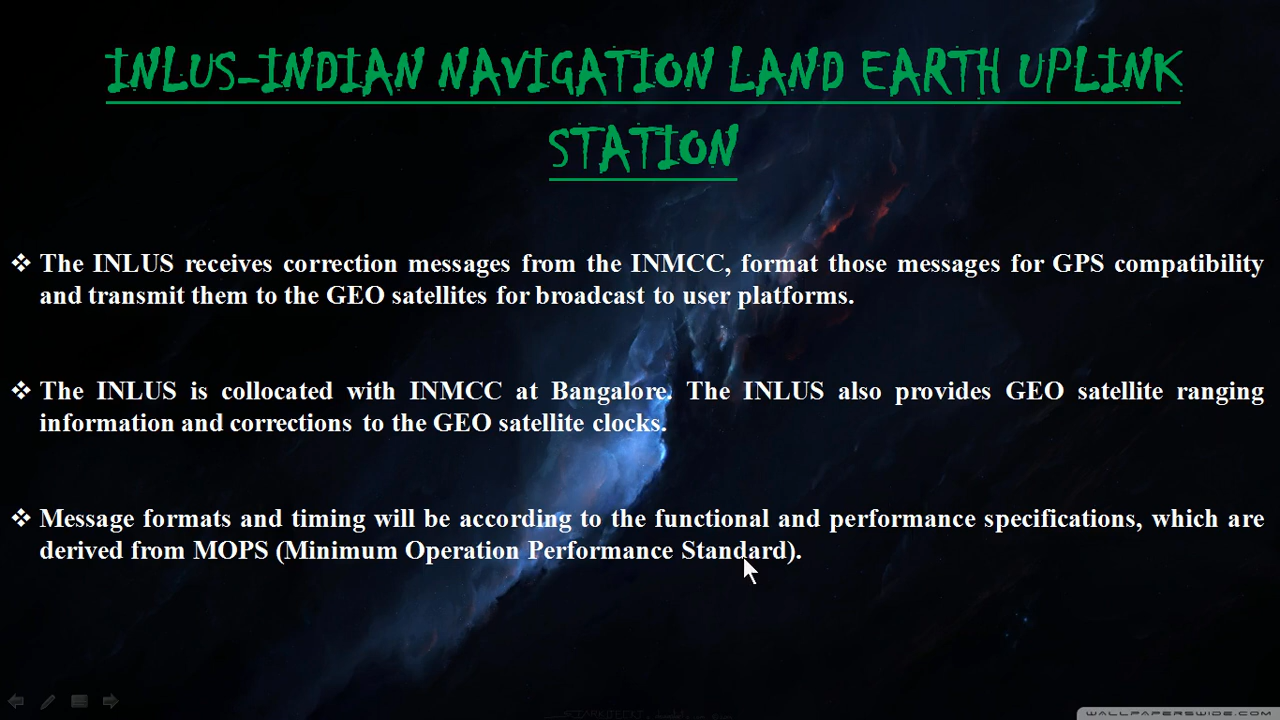 INLUS-INDIAN NAVIGATION LAND EARTH UPLINK
STATION
❖ The INLUS receives correction messages from the INMCC, format those messages for GPS compatibility
and transmit them to the GEO satellites for broadcast to user platforms.
❖ The INLUS is collocated with INMCC at Bangalore. The INLUS also provides GEO satellite ranging
information and corrections to the GEO satellite clocks.
❖ Message formats and timing will be according to the functional and performance specifications, which are
derived from MOPS (Minimum Operation Performance Standard).
WALLPAPERSWIDE.COM